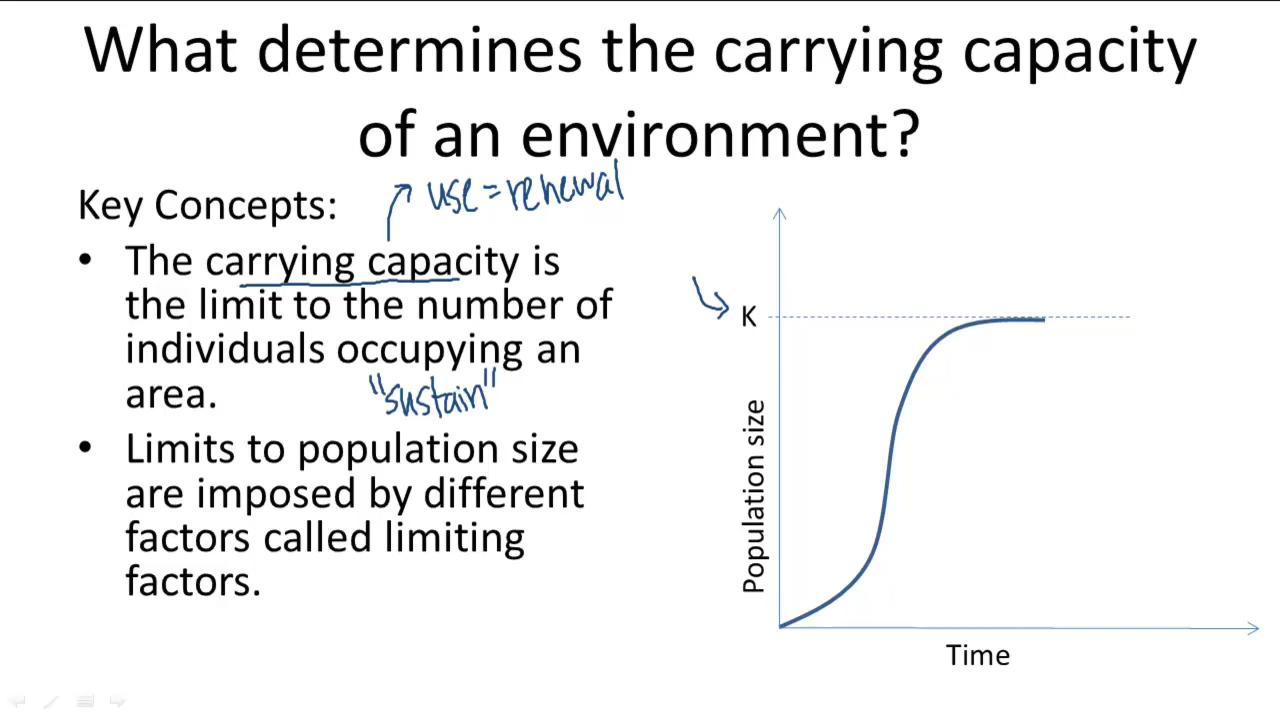 What determines the carrying capacity
of an environment?
use = renewal
Key Concepts:
• The carrying capacity is
the limit to the number of
individuals occupying an
area.
"sustain"
• Limits to population size
are imposed by different
factors called limiting
factors.
K
Population size
Time